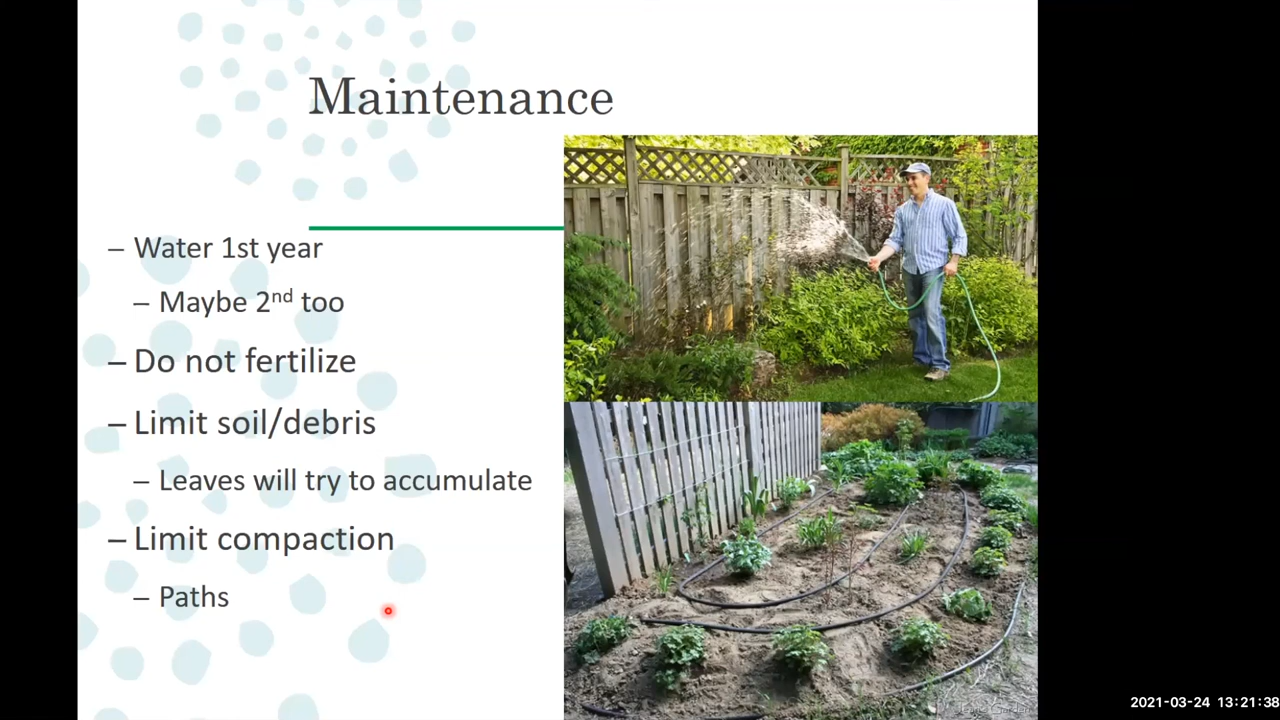 Maintenance
– Water 1st year
– Maybe 2nd too
– Do not fertilize
– Limit soil/debris
– Leaves will try to accumulate
– Limit compaction
– Paths
2021-03-24 13:21:38